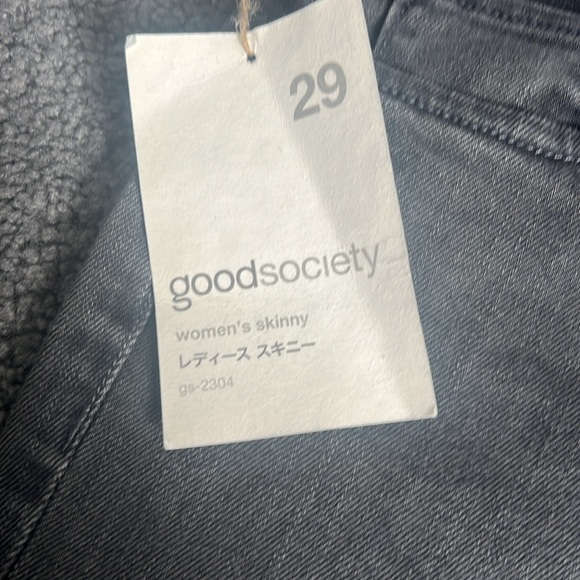 29
goodsociety
women's skinny
レディース スキニー
gs-2304